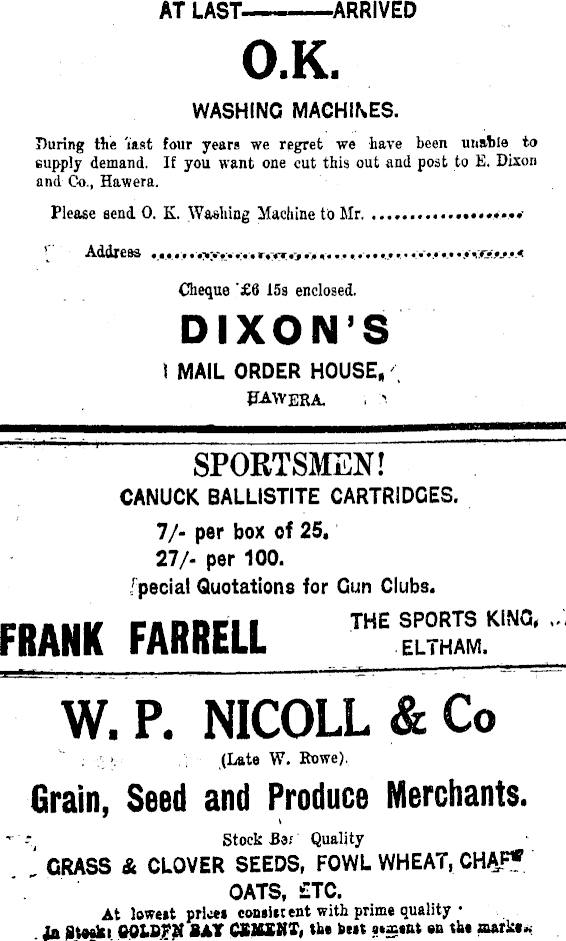 AT LAST————ARRIVED
O.K.
WASHING MACHINES.
During the last four years we regret we have been unable to
supply demand. If you want one cut this out and post to E. Dixon
and Co., Hawera.
Please send O. K. Washing Machine to Mr. ....................
Address ..................................................
Cheque £6 15s enclosed.
DIXON'S
MAIL ORDER HOUSE,
HAWERA.
SPORTSMEN!
CANUCK BALLISTITE CARTRIDGES.
7/- per box of 25.
27/- per 100.
Special Quotations for Gun Clubs.
FRANK FARRELL
THE SPORTS KING,
ELTHAM.
W. P. NICOLL & Co
(Late W. Rowe).
Grain, Seed and Produce Merchants.
Stock Best Quality
GRASS & CLOVER SEEDS, FOWL WHEAT, CHAFF
OATS, ETC.
At lowest prices consistent with prime quality
In Stock: GOLDEN BAY CEMENT, the best cement on the market.